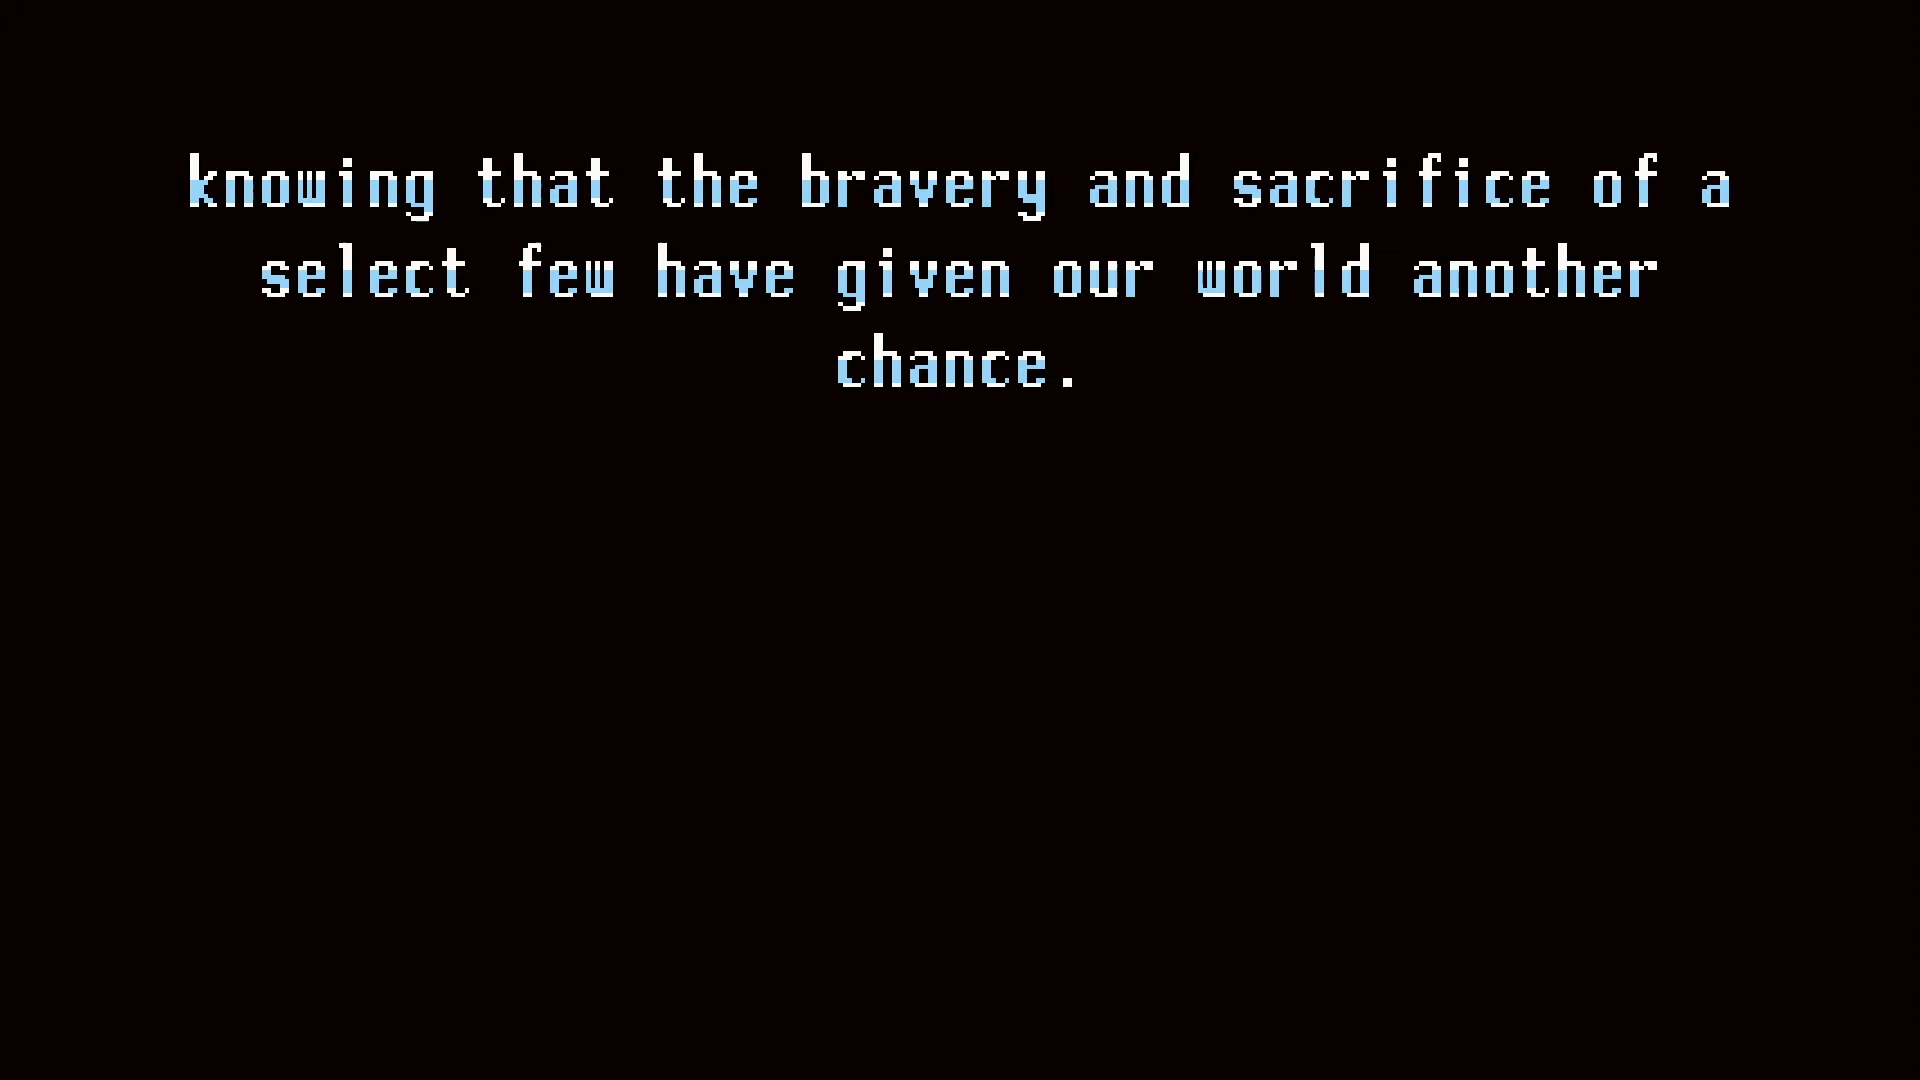 knowing that the bravery and sacrifice of a
select few have given our world another
chance.